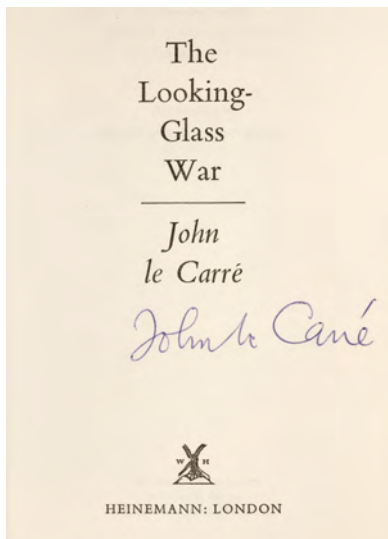 The
Looking-
Glass
War
John
le Carré
John le Carré
W H
HEINEMANN: LONDON